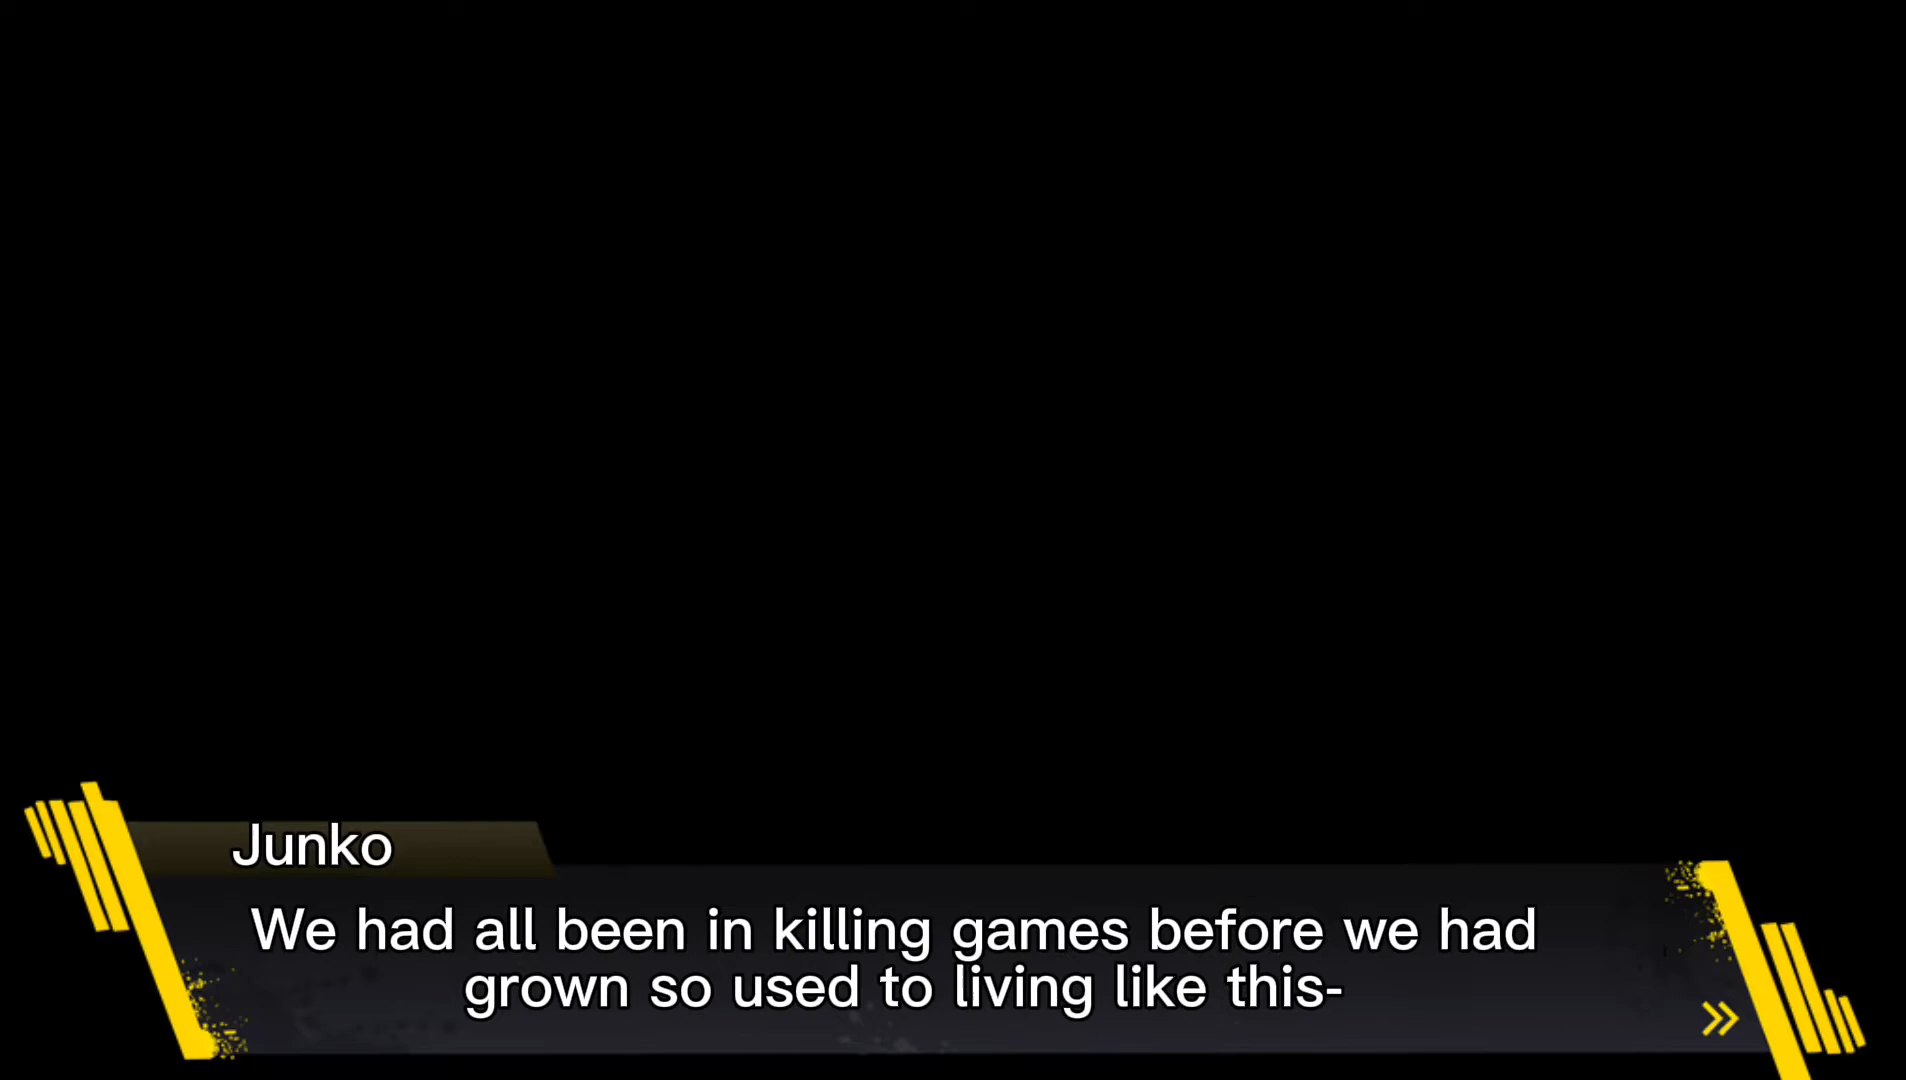 Junko
We had all been in killing games before we had
grown so used to living like this-